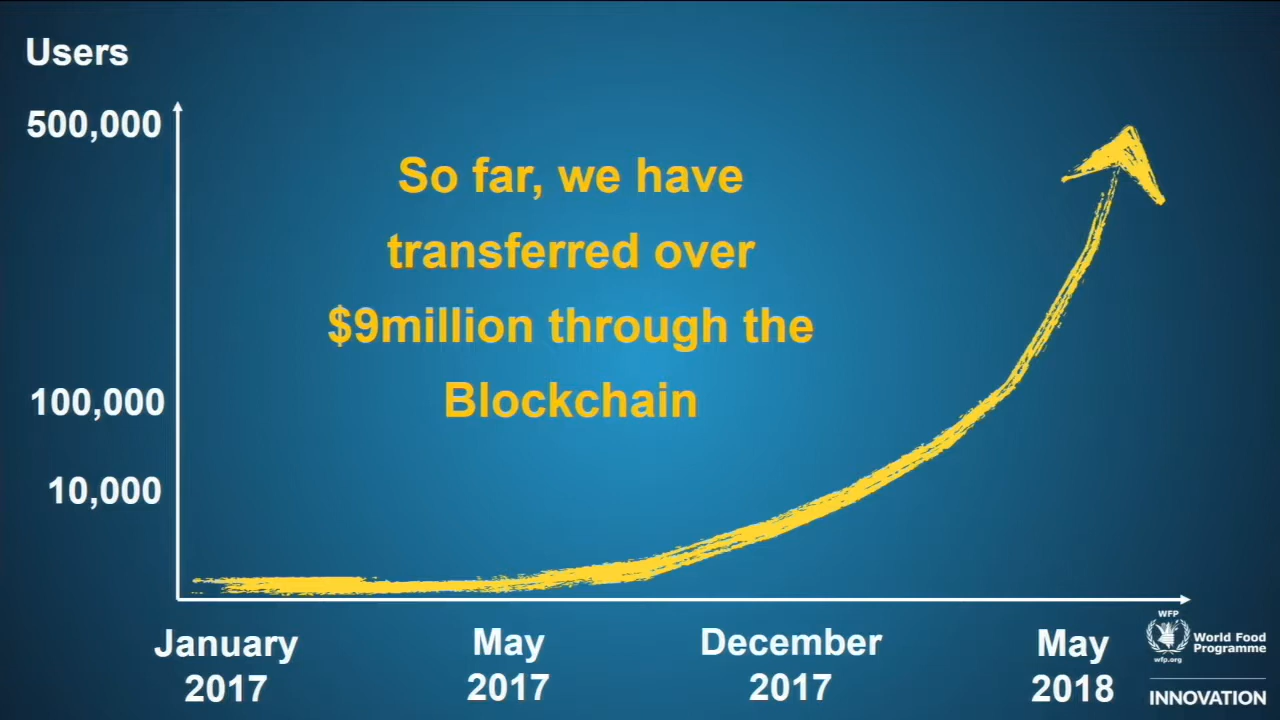 Users
500,000
So far, we have
transferred over
$9million through the
Blockchain
100,000
10,000
January
2017
May
2017
December
2017
May
2018
WFP
wfp.org
World Food
Programme
INNOVATION